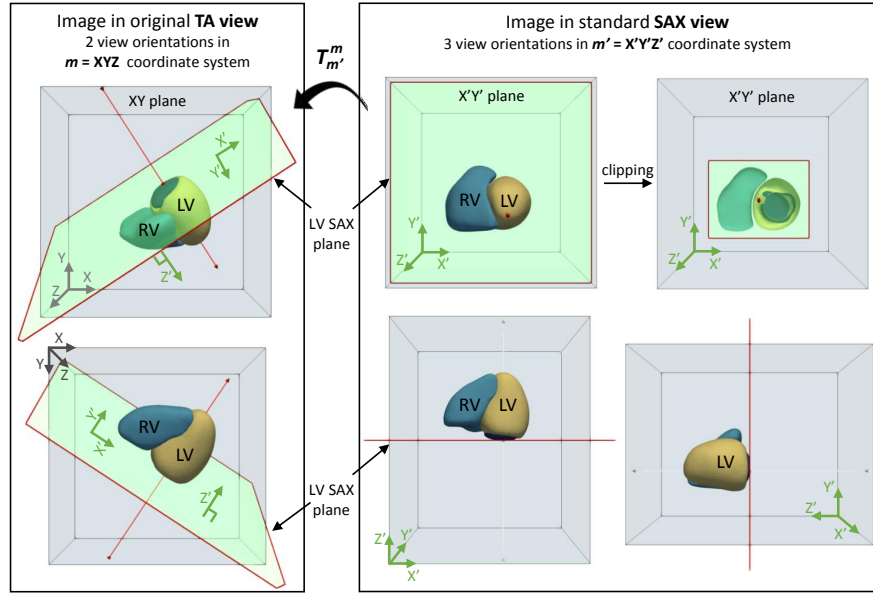 Image in original TA view
2 view orientations in
m = XYZ coordinate system
XY plane
X'
Y'
LV
RV
LV SAX
plane
Z'
Y
X
Z
X
Y
Z
Y'
X'
RV
LV
Z'
LV SAX
plane
T m m'
Image in standard SAX view
3 view orientations in m' = X'Y'Z' coordinate system
X'Y' plane
RV
LV
Y'
Z'
X'
clipping
X'Y' plane
Y'
Z'
X'
RV
LV
Z'
Y'
X'
LV
Y'
Z'
X'